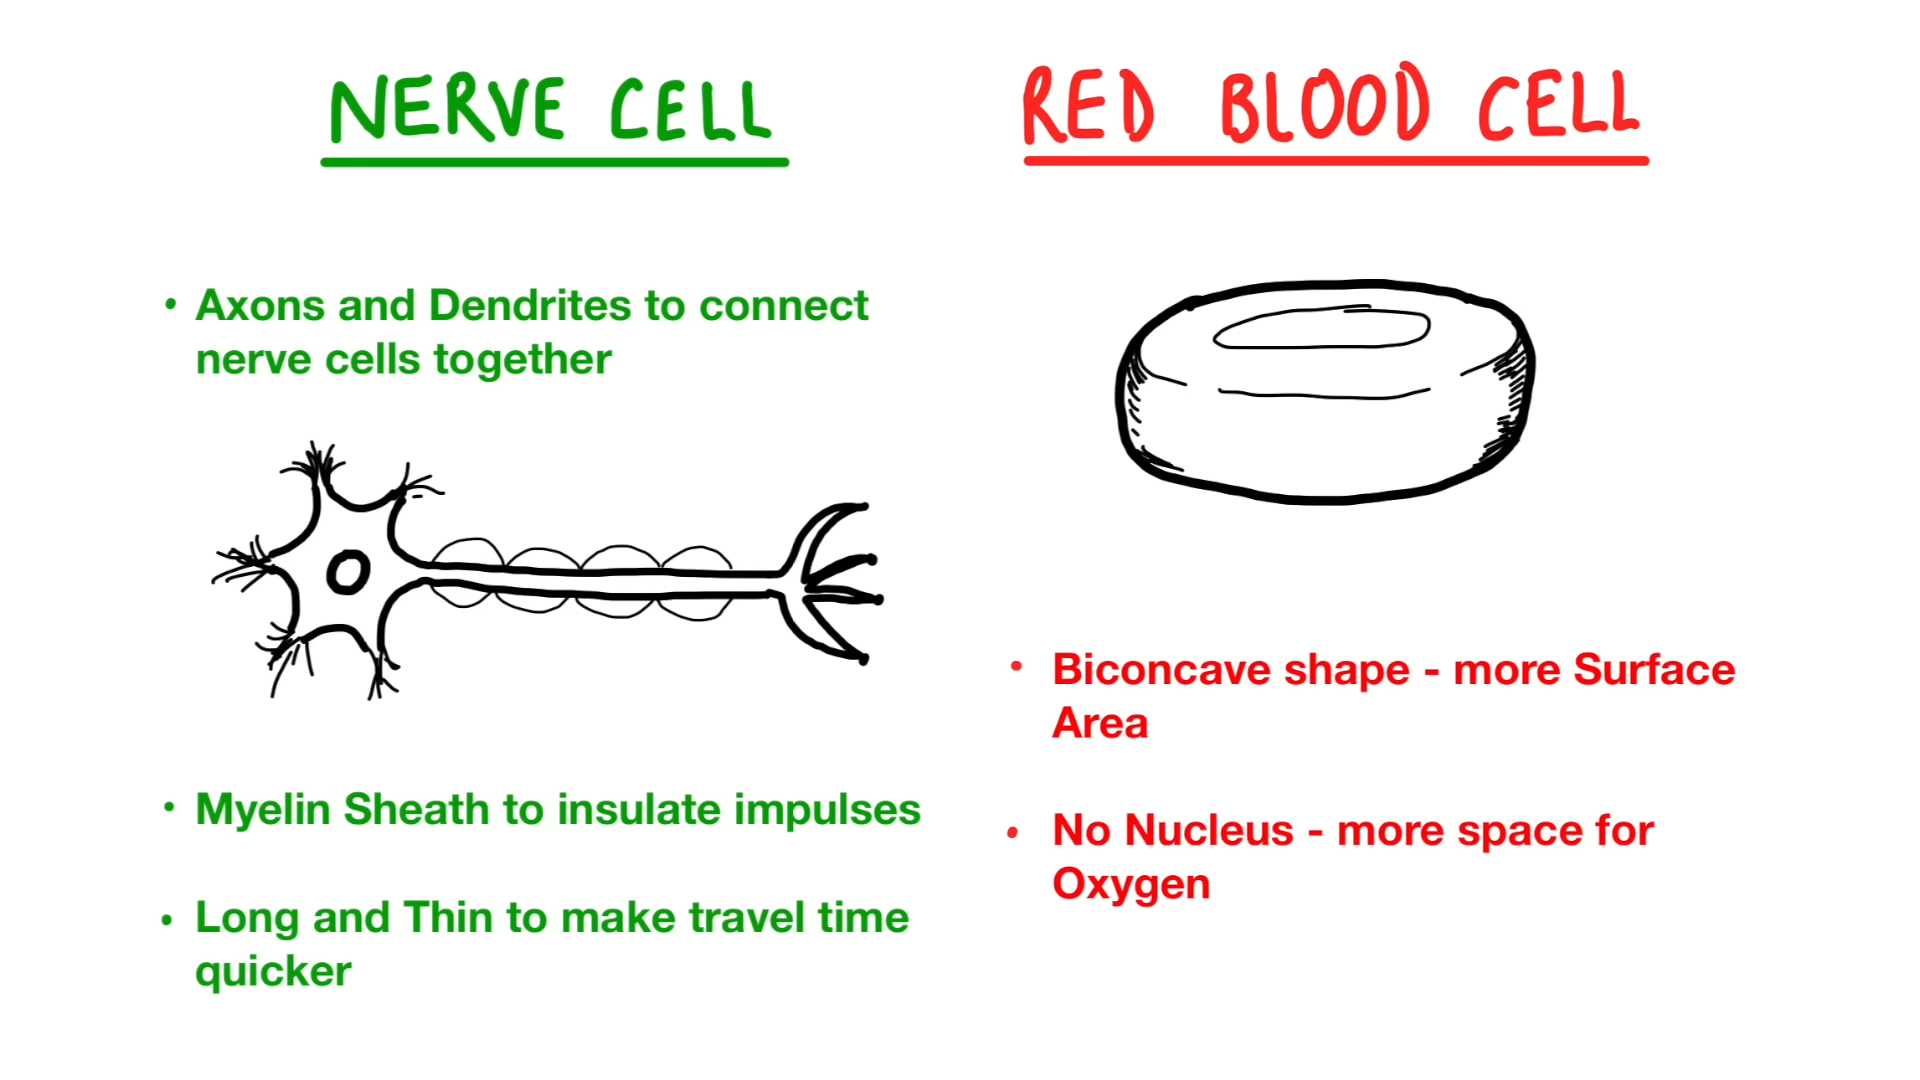 NERVE CELL
• Axons and Dendrites to connect
nerve cells together
• Myelin Sheath to insulate impulses
• Long and Thin to make travel time
quicker
RED BLOOD CELL
• Biconcave shape - more Surface
Area
• No Nucleus - more space for
Oxygen